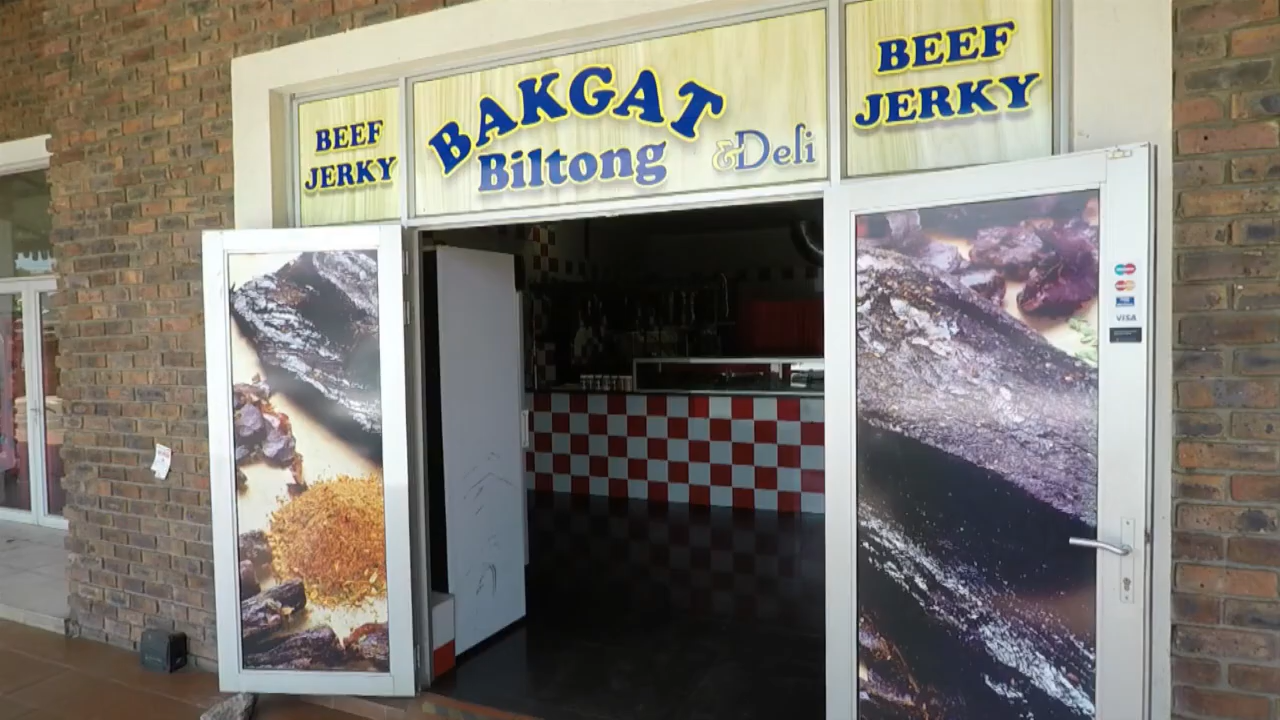 BEEF
JERKY
BAKGAT
Biltong
& Deli
BEEF
JERKY
VISA